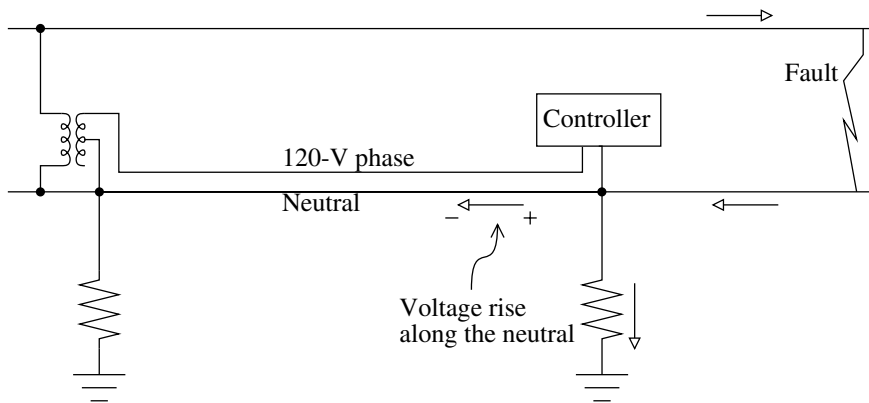 Fault
Controller
120-V phase
Neutral
− +
Voltage rise
along the neutral